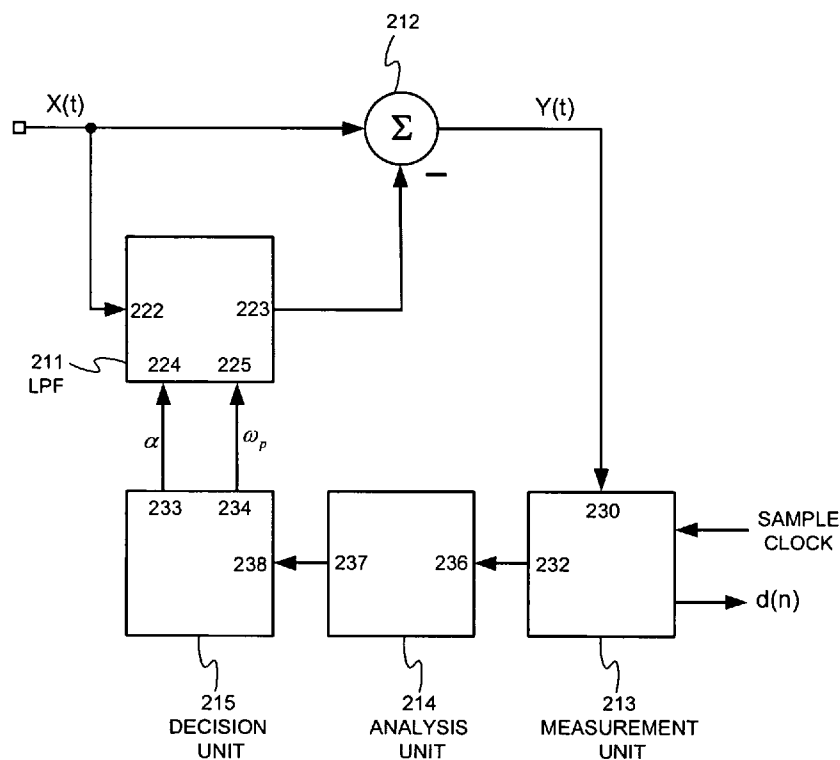 212
X(t)
Σ
Y(t)
−
222
223
211
LPF
224
225
α
ωp
233
234
230
SAMPLE
CLOCK
238
237
236
232
d(n)
215
DECISION
UNIT
214
ANALYSIS
UNIT
213
MEASUREMENT
UNIT